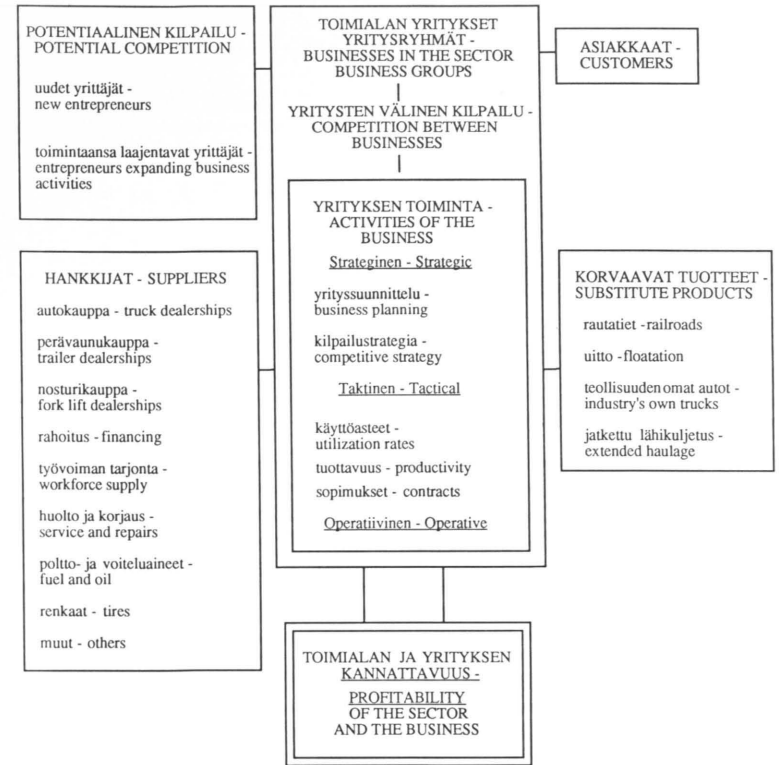 POTENTIAALINEN KILPAILU -
POTENTIAL COMPETITION
uudet yrittäjät -
new entrepreneurs
toimintaansa laajentavat yrittäjät -
entrepreneurs expanding business
activities
TOIMIALAN YRITYKSET
YRITYSRYHMÄT -
BUSINESSES IN THE SECTOR
BUSINESS GROUPS
YRITYSTEN VÄLINEN KILPAILU -
COMPETITION BETWEEN
BUSINESSES
ASIAKKAAT -
CUSTOMERS
YRITYKSEN TOIMINTA -
ACTIVITIES OF THE
BUSINESS
Strateginen - Strategic
yrityssuunnittelu -
business planning
kilpailustrategia -
competitive strategy
Taktinen - Tactical
käyttöasteet -
utilization rates
tuottavuus - productivity
sopimukset - contracts
Operatiivinen - Operative
HANKKIJAT - SUPPLIERS
autokauppa - truck dealerships
perävaunukauppa -
trailer dealerships
nosturikauppa -
fork lift dealerships
rahoitus - financing
työvoiman tarjonta -
workforce supply
huolto ja korjaus -
service and repairs
poltto- ja voiteluaineet -
fuel and oil
renkaat - tires
muut - others
KORVAAVAT TUOTTEET -
SUBSTITUTE PRODUCTS
rautatiet -railroads
uitto -floatation
teollisuuden omat autot -
industry's own trucks
jatkettu lähikuljetus -
extended haulage
TOIMIALAN JA YRITYKSEN
KANNATTAVUUS -
PROFITABILITY
OF THE SECTOR
AND THE BUSINESS